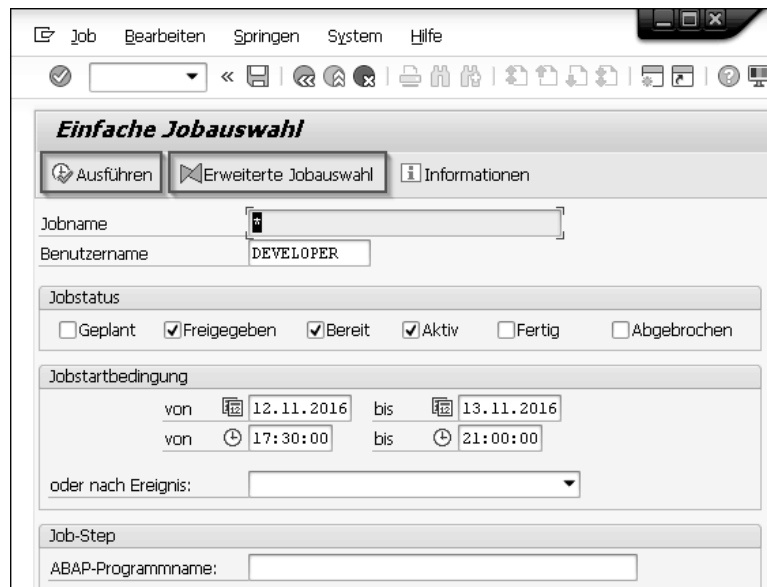 Job Bearbeiten Springen System Hilfe
Einfache Jobauswahl
Ausführen Erweiterte Jobauswahl Informationen
Jobname *
Benutzername DEVELOPER
Jobstatus
Geplant Freigegeben Bereit Aktiv Fertig Abgebrochen
Jobstartbedingung
von 12.11.2016 bis 13.11.2016
von 17:30:00 bis 21:00:00
oder nach Ereignis:
Job-Step
ABAP-Programmname: